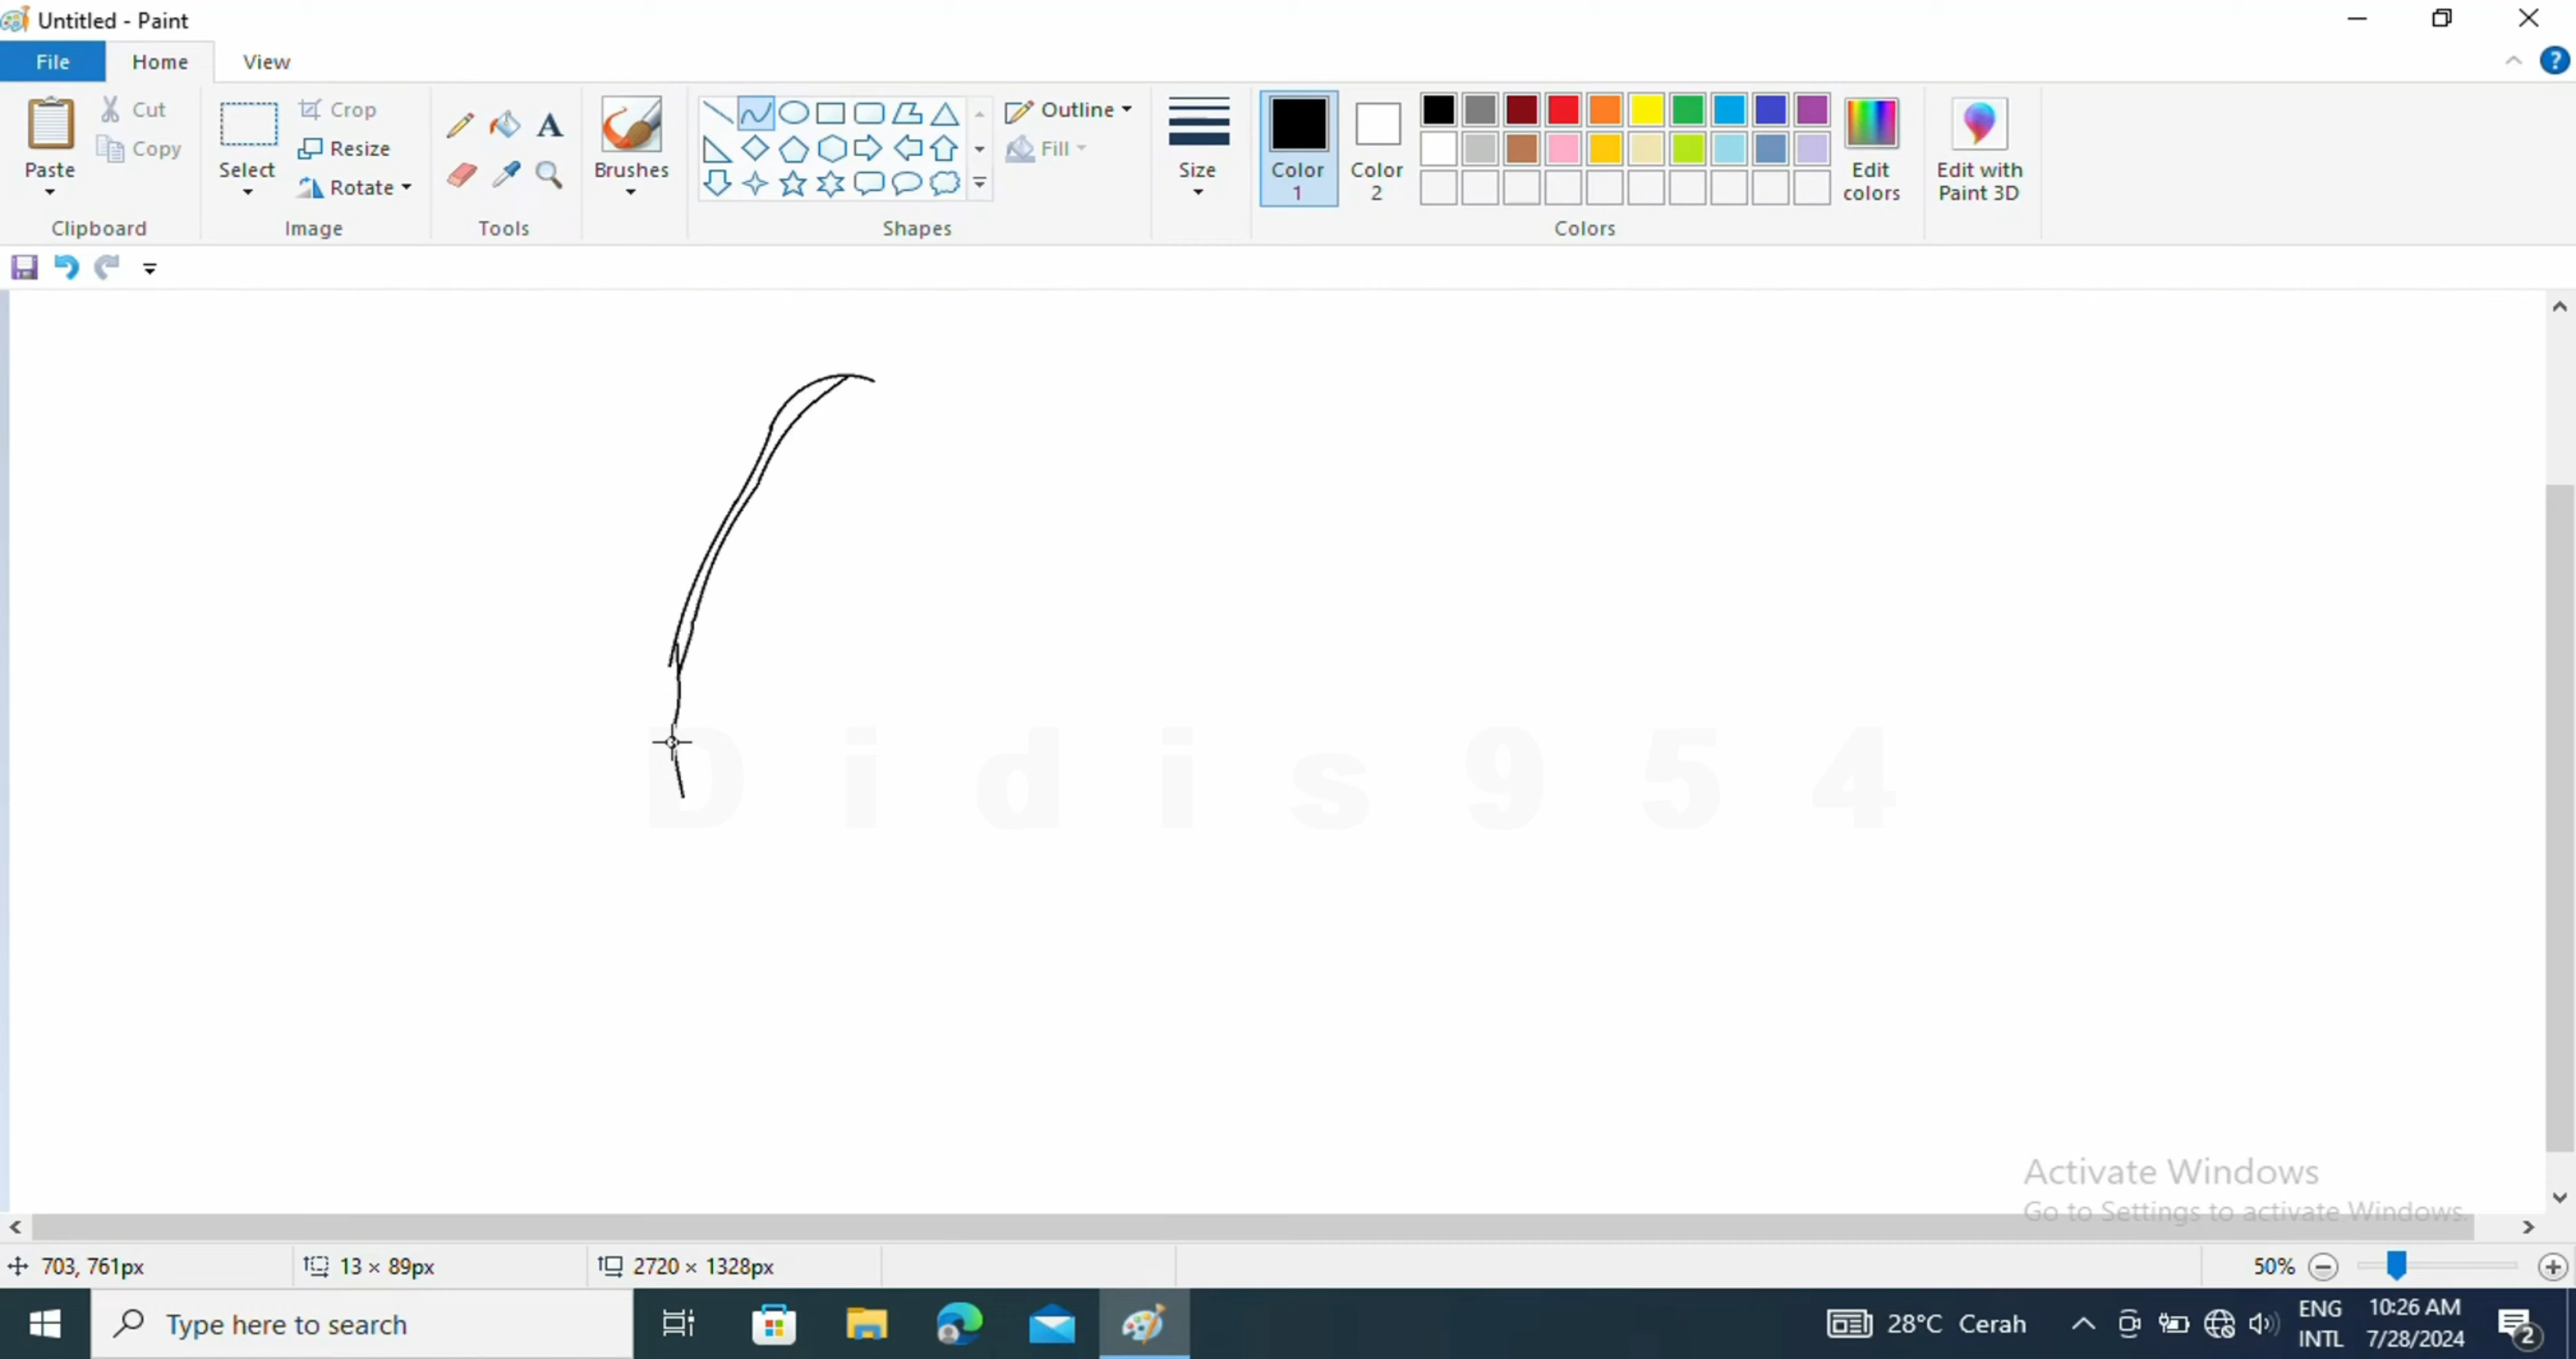 Untitled - Paint
File Home View
Paste Cut Copy Select Crop Resize Rotate Brushes Outline Fill Size Color 1 Color 2 Edit colors Edit with Paint 3D
Clipboard Image Tools Shapes Colors
Didis954
Activate Windows
Go to Settings to activate Windows.
703, 761px 13 × 89px 2720 × 1328px 50%
Type here to search 28°C Cerah ENG INTL 10:26 AM 7/28/2024 2